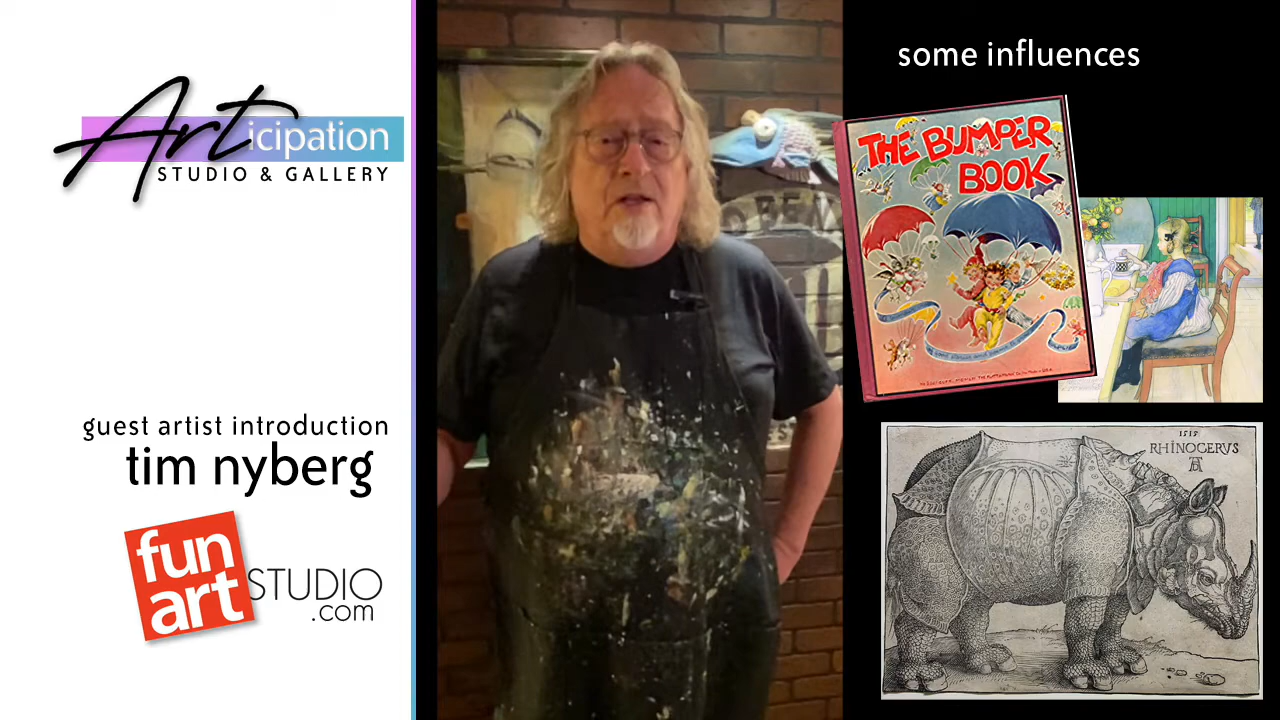 Articipation
STUDIO & GALLERY
guest artist introduction
tim nyberg
fun
art
STUDIO
.com
some influences
THE BUMPER
BOOK
1515
RHINOCERVS